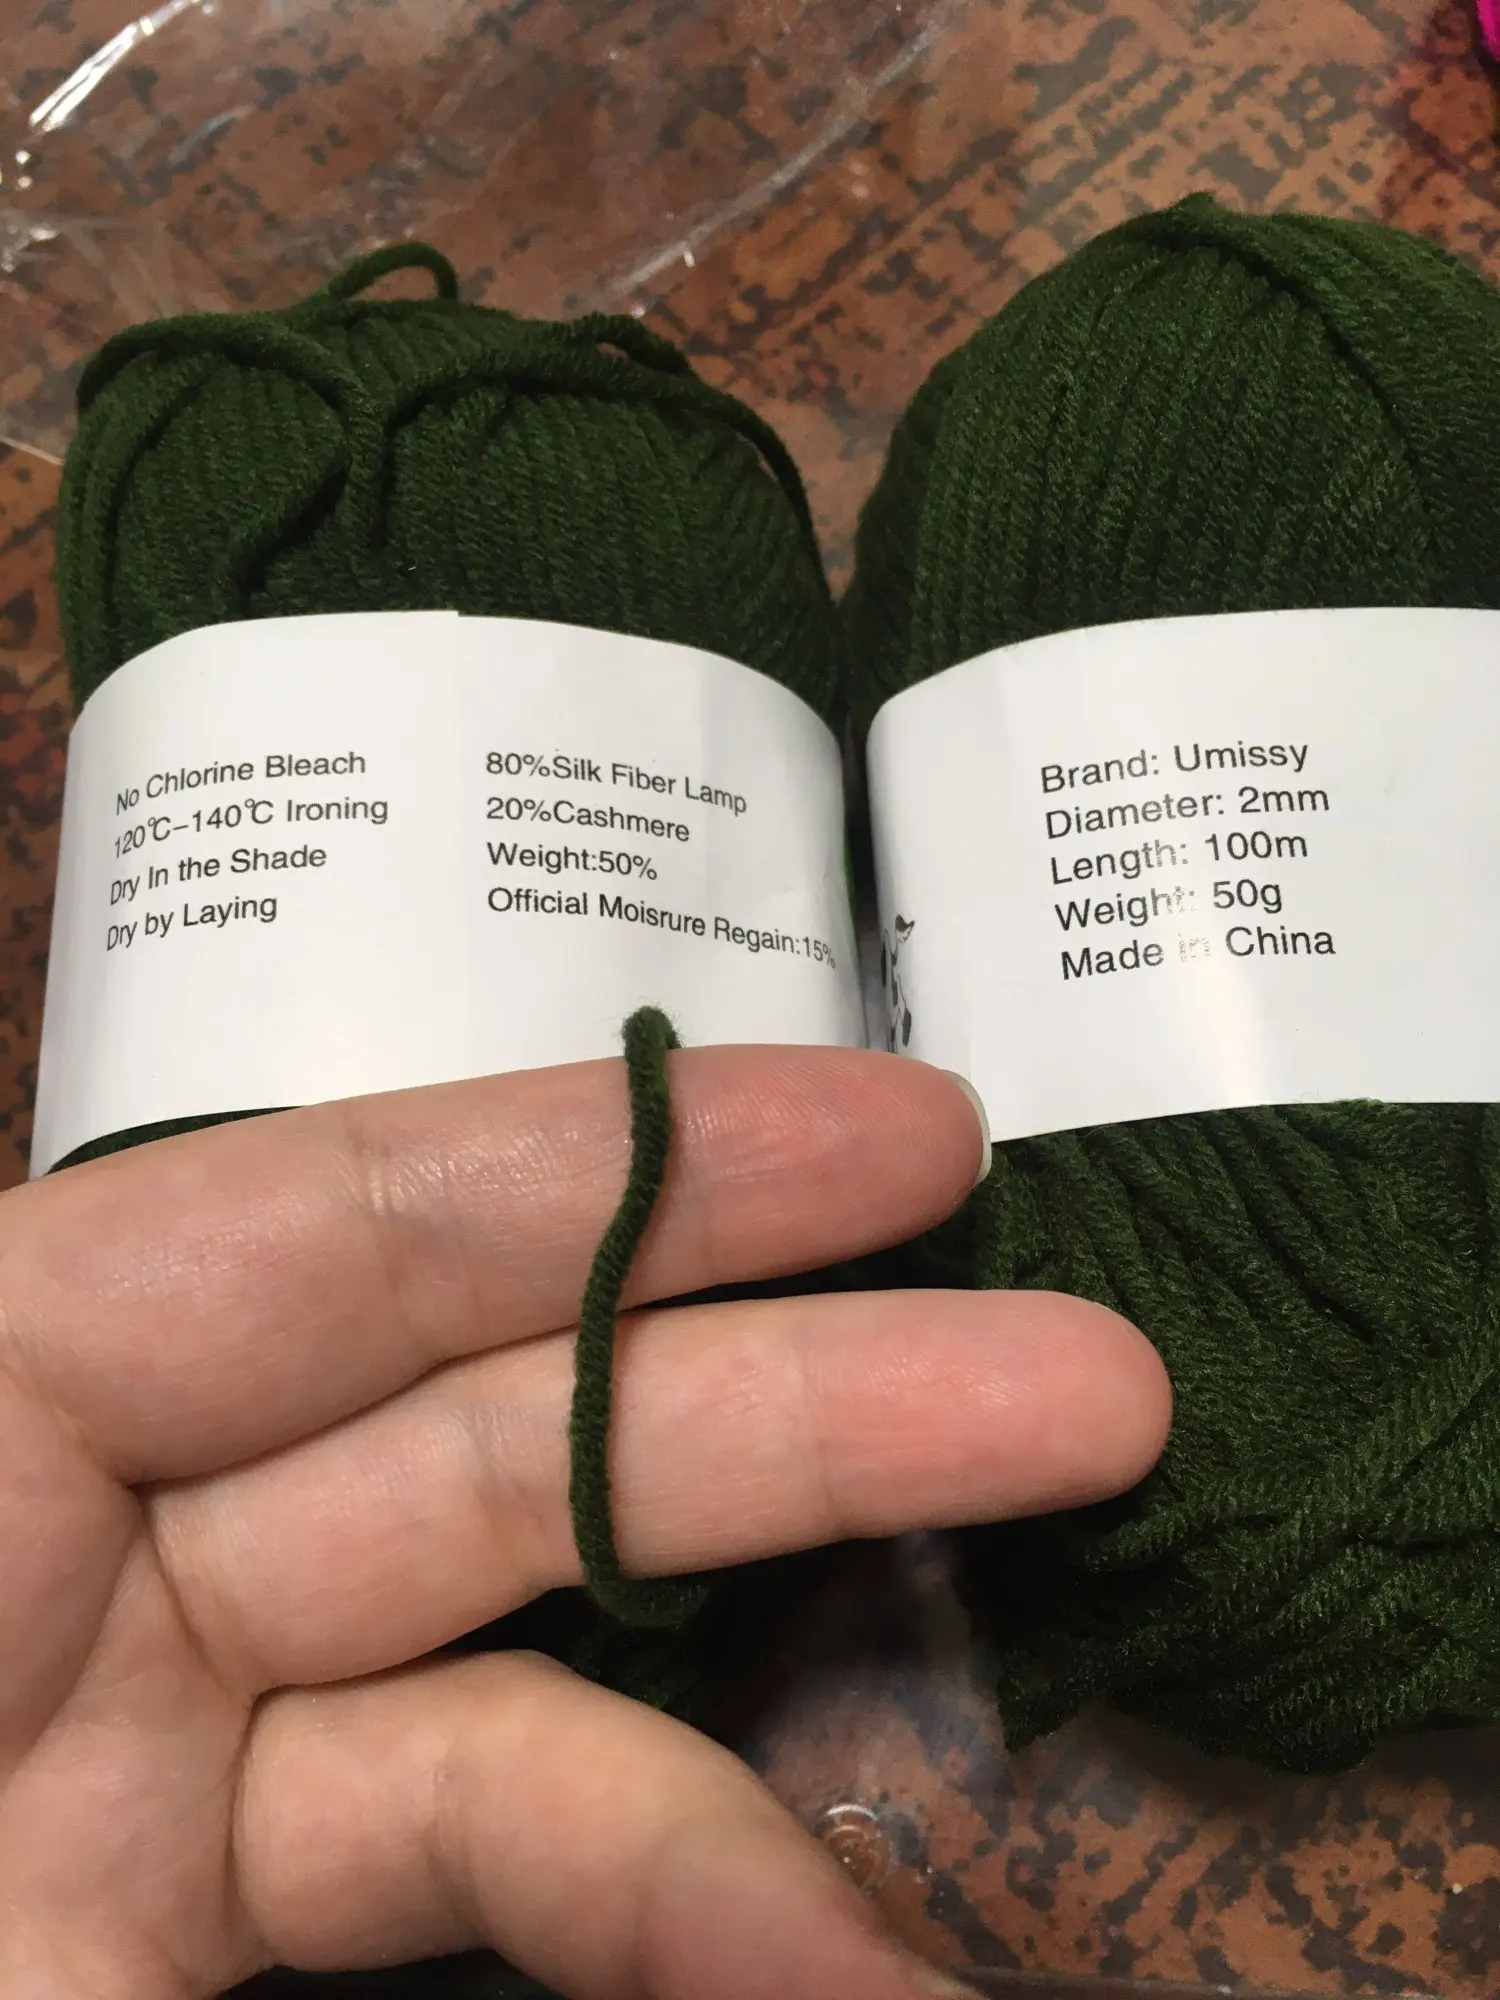 No Chlorine Bleach
120℃-140℃ Ironing
Dry In the Shade
Dry by Laying
80%Silk Fiber Lamp
20%Cashmere
Weight:50%
Official Moisrure Regain:15%
Brand: Umissy
Diameter: 2mm
Length: 100m
Weight: 50g
Made in China